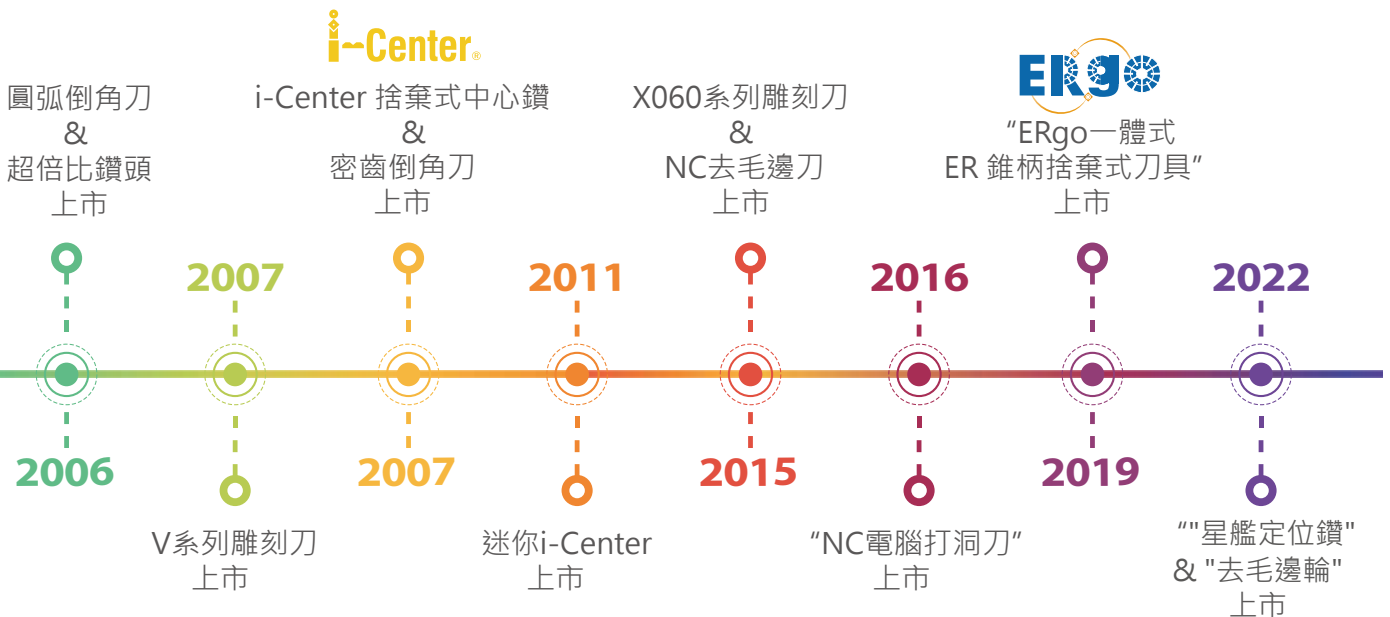 i-Center®
圓弧倒角刀
&
超倍比鑽頭
上市
2006
2007
V系列雕刻刀
上市
i-Center 捨棄式中心鑽
&
密齒倒角刀
上市
2007
2011
迷你i-Center
上市
X060系列雕刻刀
&
NC去毛邊刀
上市
2015
2016
“NC電腦打洞刀”
上市
ERgo
“ERgo一體式
ER 錐柄捨棄式刀具”
上市
2019
2022
“"星艦定位鑽"
& "去毛邊輪"
上市